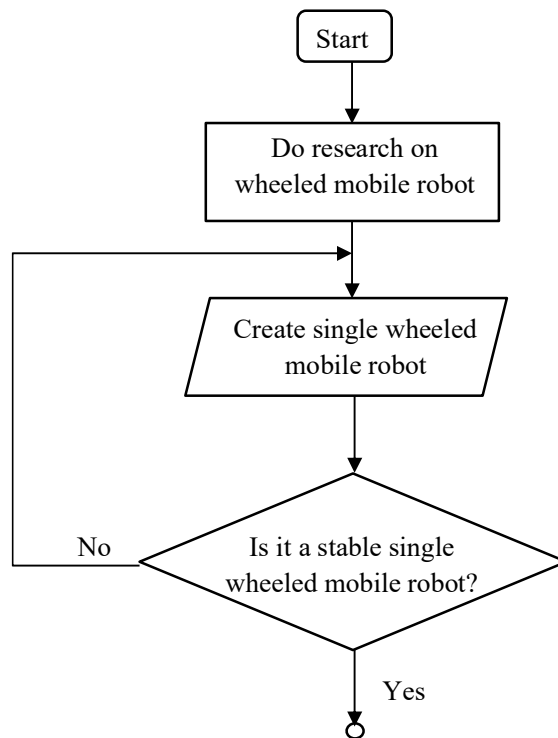 Start
Do research on
wheeled mobile robot
Create single wheeled
mobile robot
Is it a stable single
wheeled mobile robot?
No
Yes